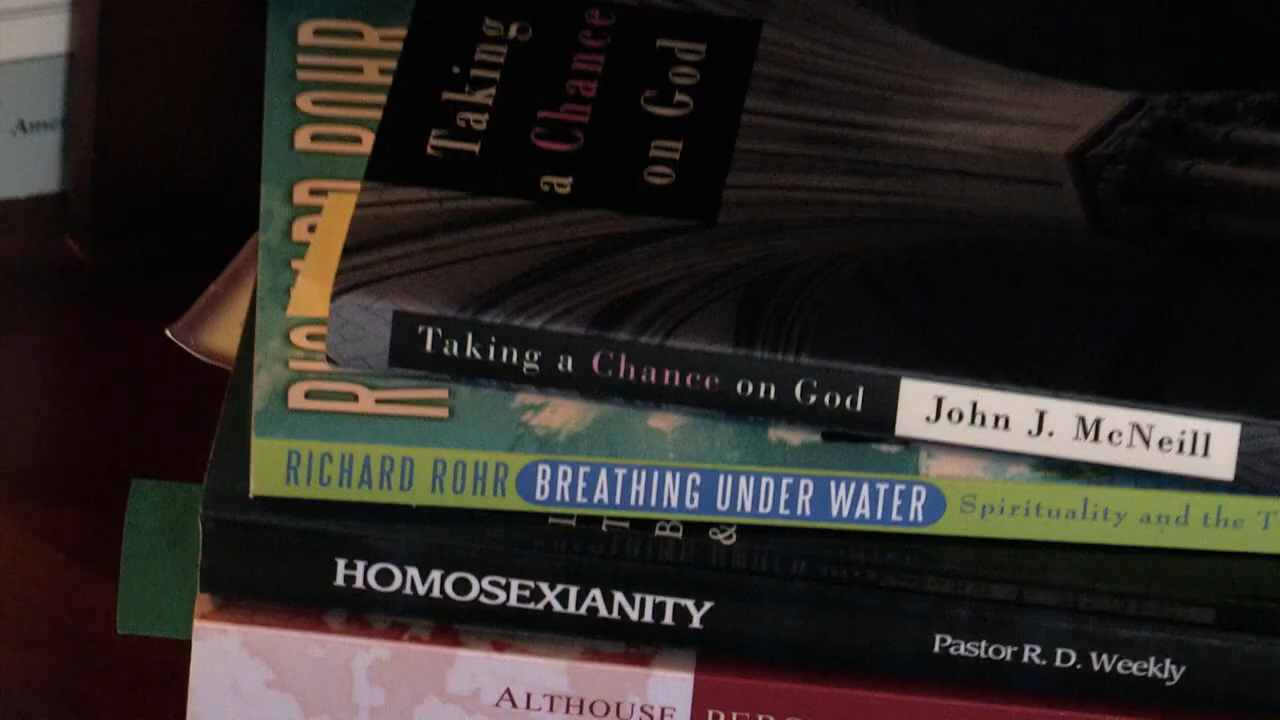 Ame
RICHARD ROHR
Taking
a Chance
on God
Taking a Chance on God
John J. McNeill
RICHARD ROHR BREATHING UNDER WATER Spirituality and the T
B
&
HOMOSEXIANITY
Pastor R. D. Weekly
ALTHOUSE